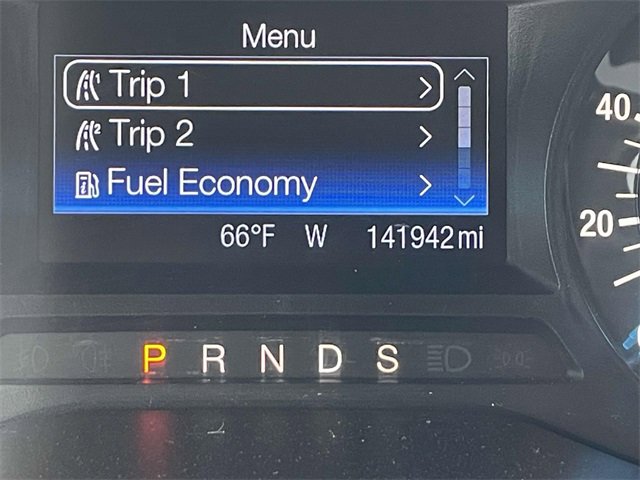 Menu
Trip 1
Trip 2
Fuel Economy
66°F W 141942 mi
40
20
P R N D S